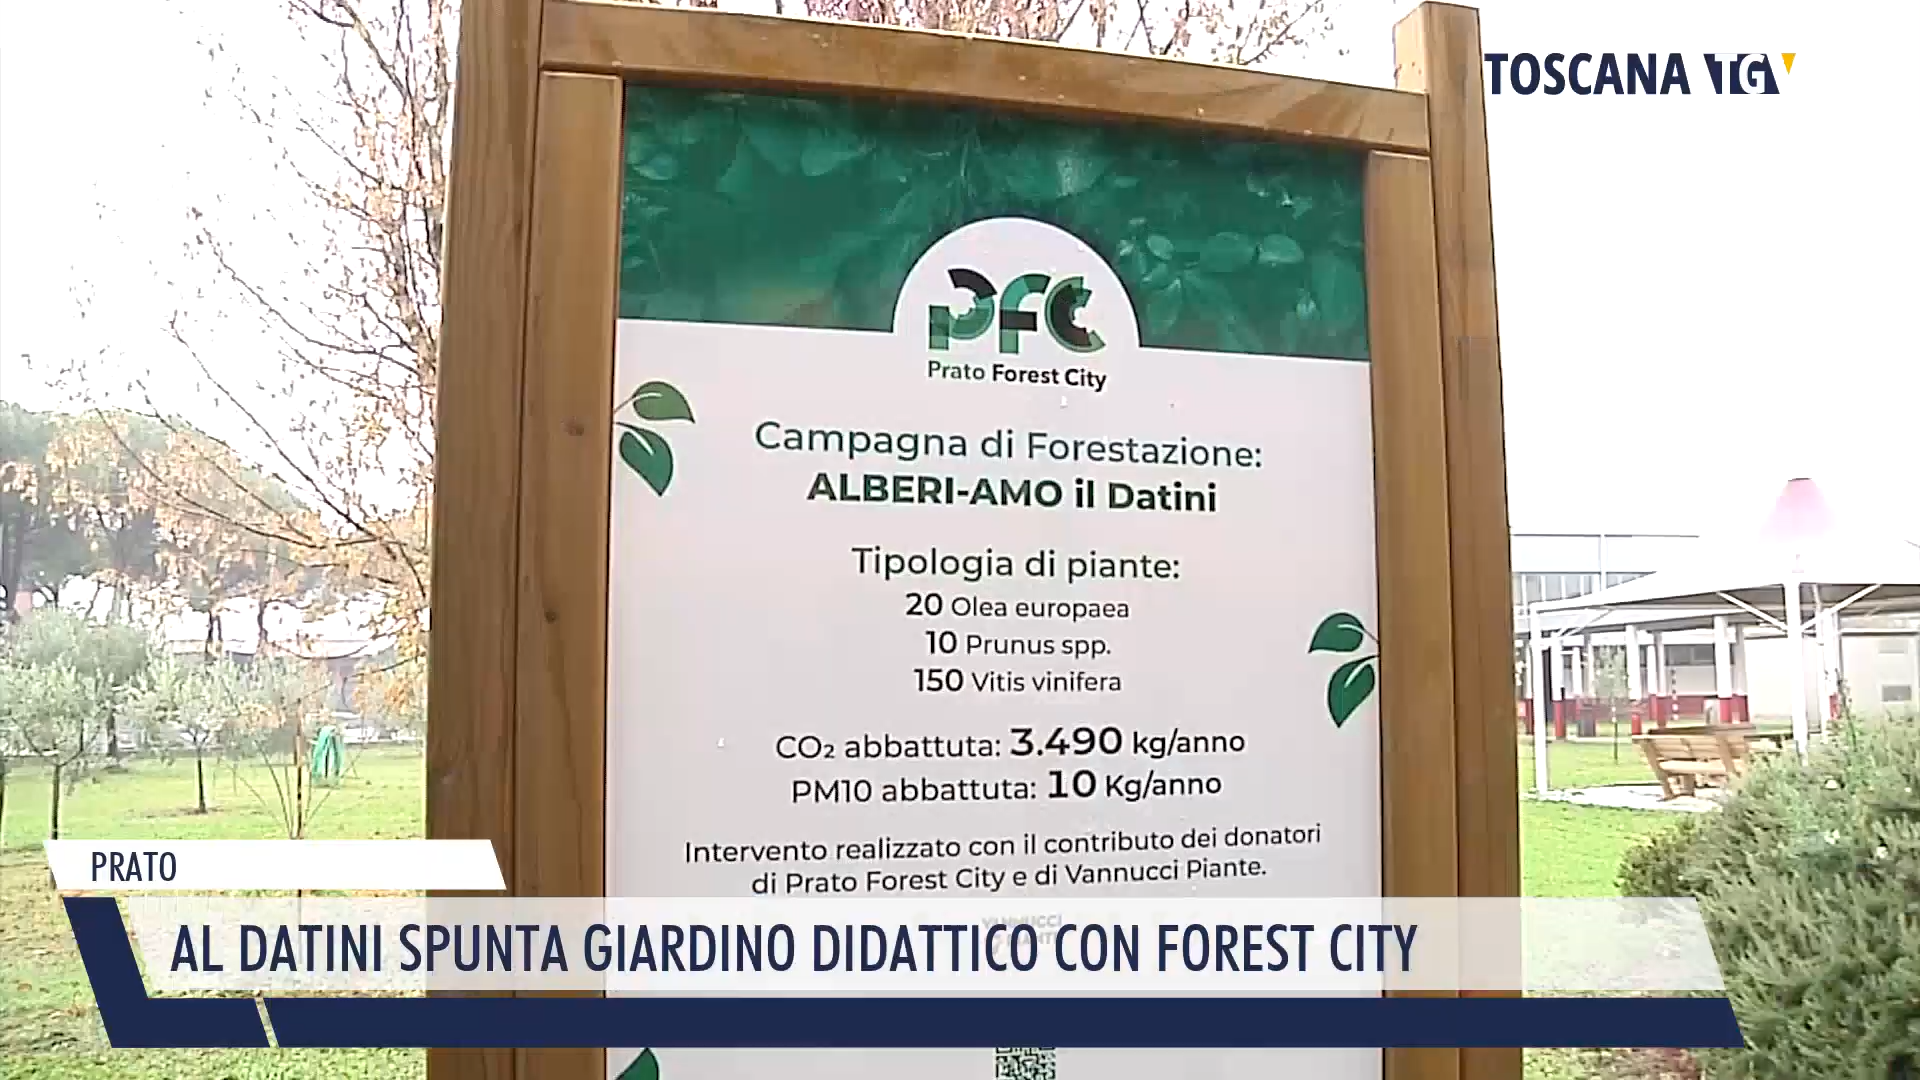 TOSCANA TG
pfc
Prato Forest City
Campagna di Forestazione:
ALBERI-AMO il Datini
Tipologia di piante:
20 Olea europaea
10 Prunus spp.
150 Vitis vinifera
CO₂ abbattuta: 3.490 kg/anno
PM10 abbattuta: 10 Kg/anno
Intervento realizzato con il contributo dei donatori
di Prato Forest City e di Vannucci Piante.
PRATO
AL DATINI SPUNTA GIARDINO DIDATTICO CON FOREST CITY